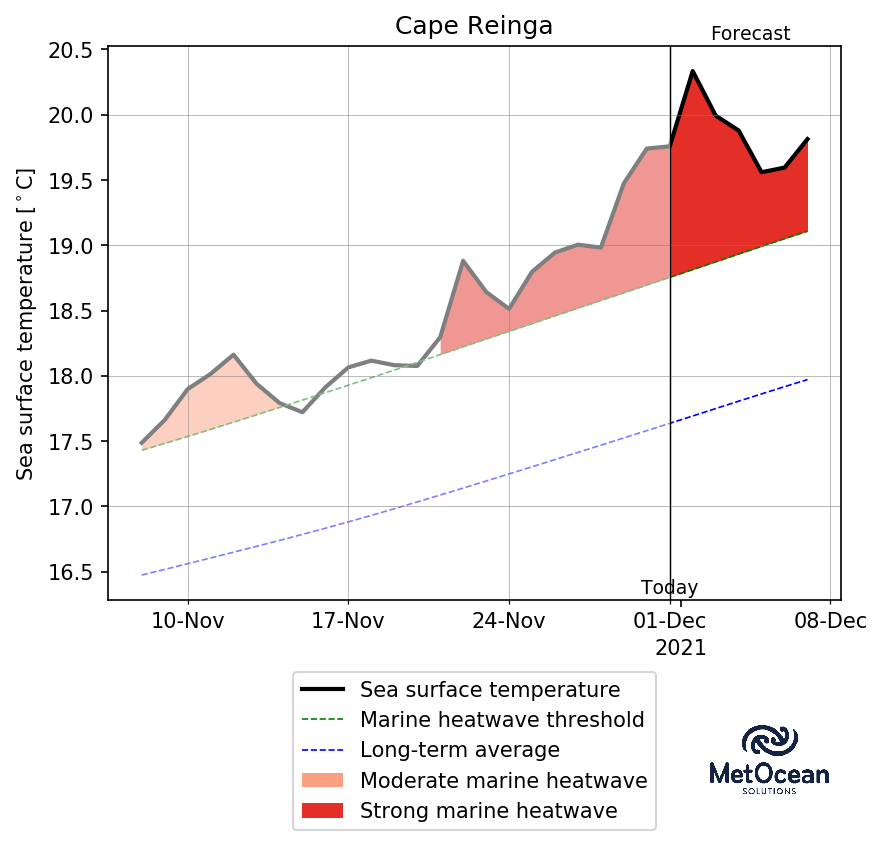 Cape Reinga
Forecast
20.5
20.0
19.5
19.0
18.5
18.0
17.5
17.0
16.5
Sea surface temperature [˚C]
Today
10-Nov
17-Nov
24-Nov
01-Dec
08-Dec
2021
Sea surface temperature
Marine heatwave threshold
Long-term average
Moderate marine heatwave
Strong marine heatwave
MetOcean
SOLUTIONS